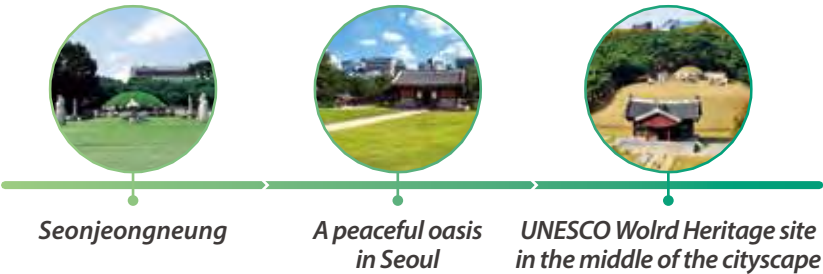 Seonjeongneung
A peaceful oasis
in Seoul
UNESCO Wolrd Heritage site
in the middle of the cityscape